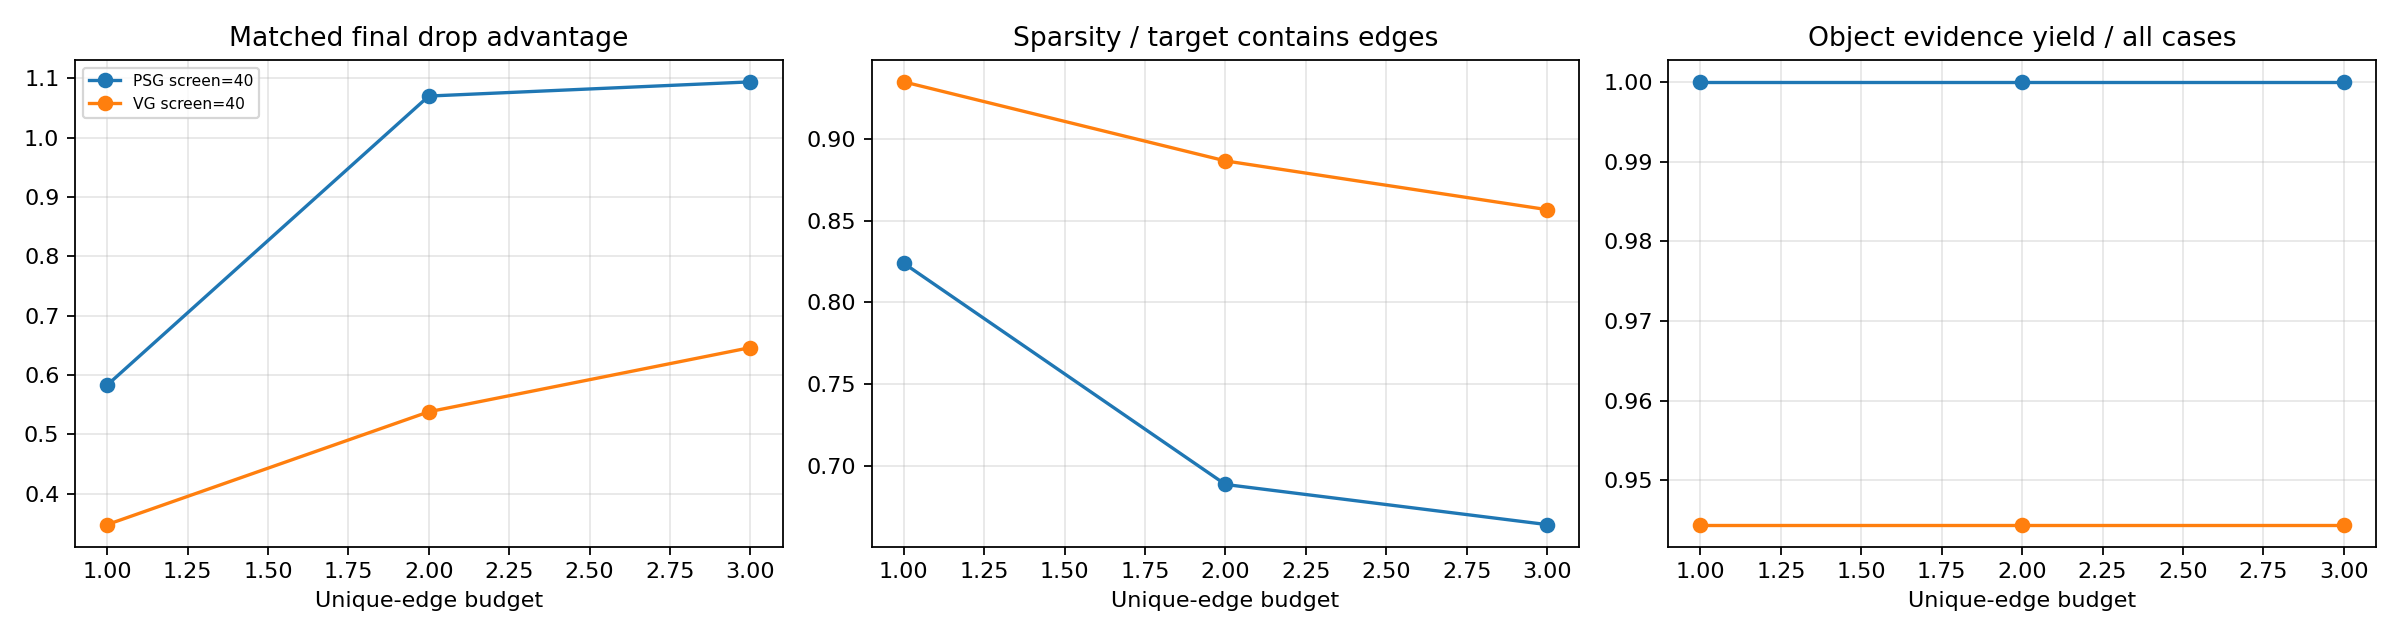 Matched final drop advantage
PSG screen=40
VG screen=40
1.1
1.0
0.9
0.8
0.7
0.6
0.5
0.4
1.00 1.25 1.50 1.75 2.00 2.25 2.50 2.75 3.00
Unique-edge budget
Sparsity / target contains edges
0.90
0.85
0.80
0.75
0.70
1.00 1.25 1.50 1.75 2.00 2.25 2.50 2.75 3.00
Unique-edge budget
Object evidence yield / all cases
1.00
0.99
0.98
0.97
0.96
0.95
1.00 1.25 1.50 1.75 2.00 2.25 2.50 2.75 3.00
Unique-edge budget